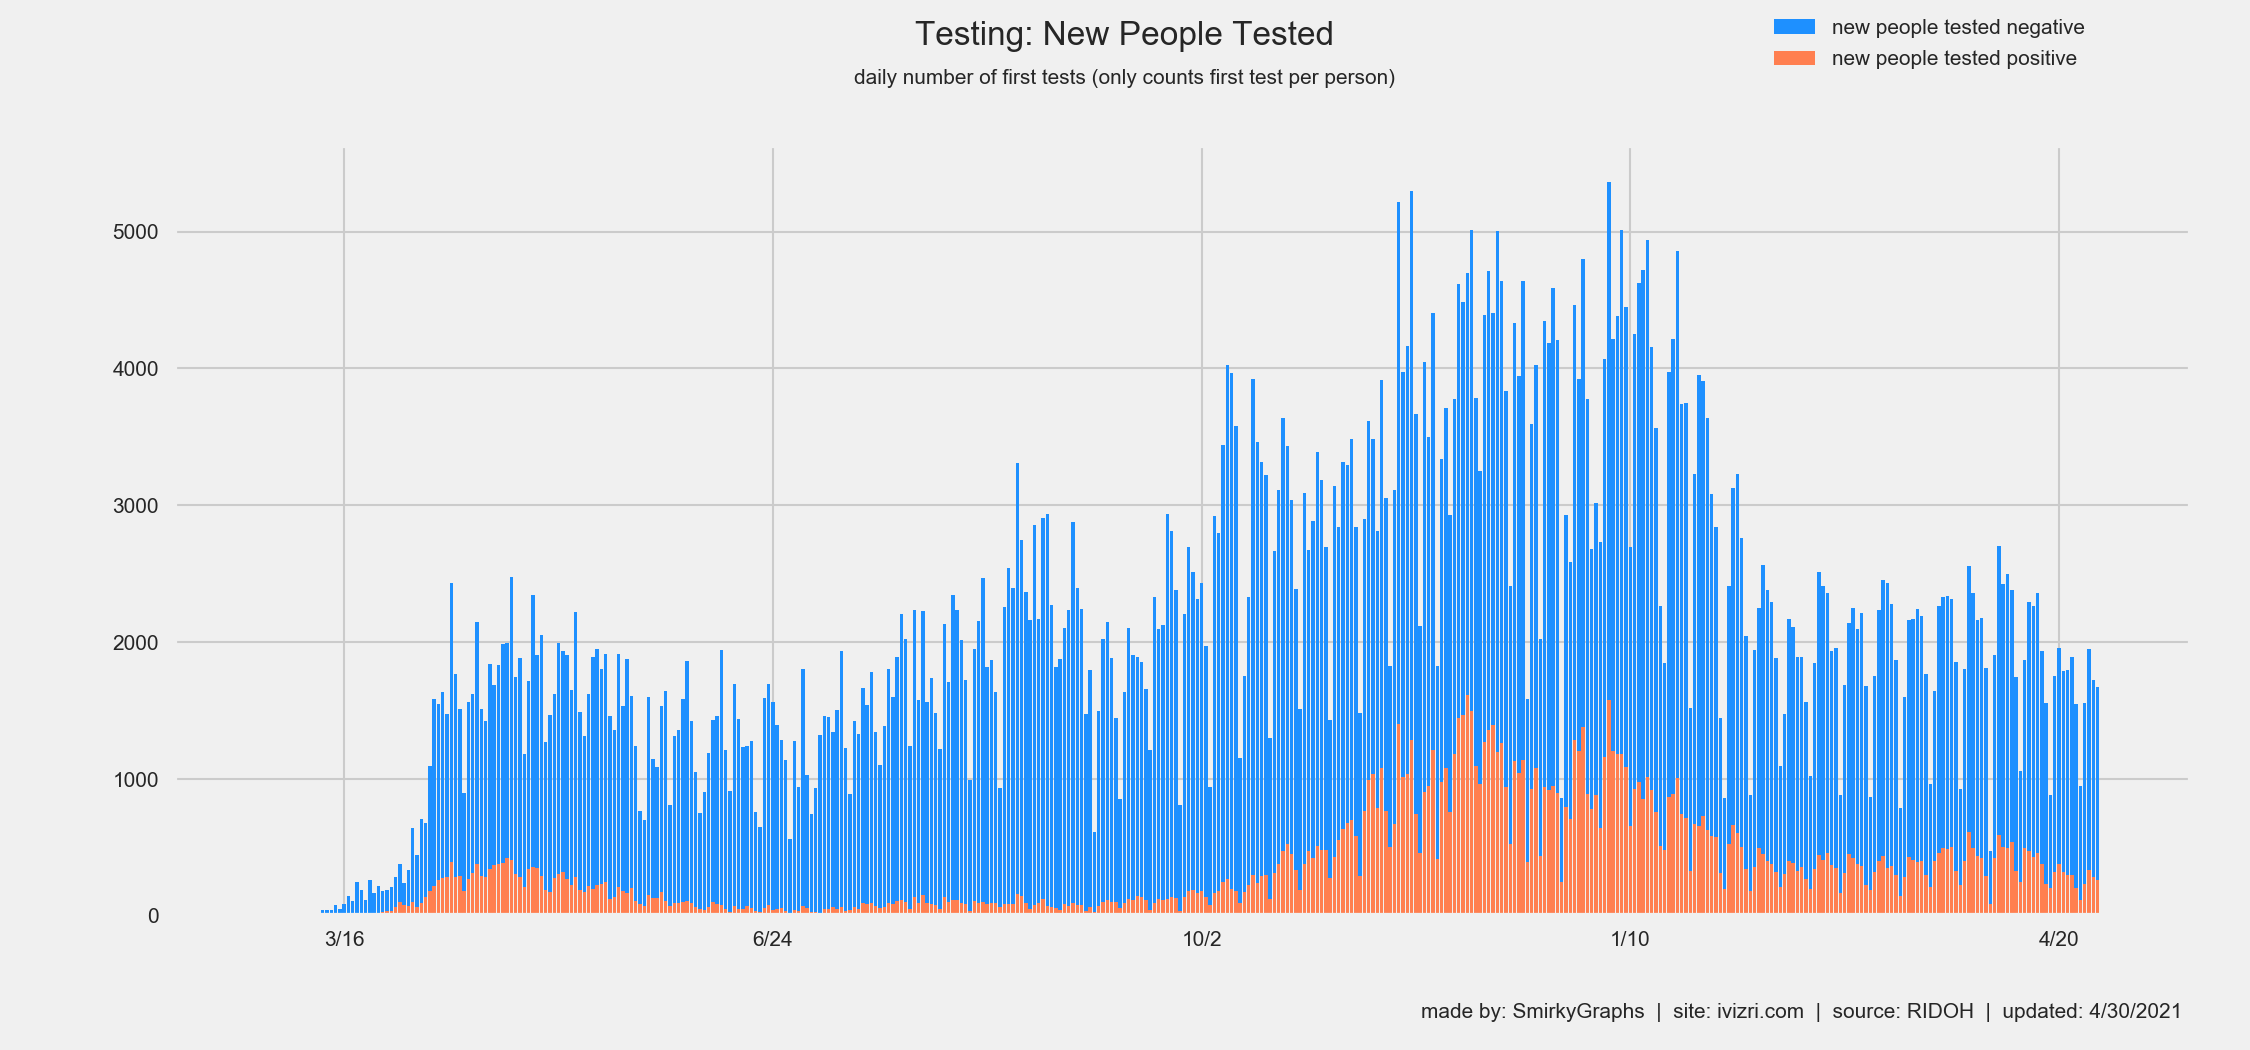 Testing: New People Tested
daily number of first tests (only counts first test per person)
new people tested negative
new people tested positive
5000
4000
3000
2000
1000
0
3/16 6/24 10/2 1/10 4/20
made by: SmirkyGraphs | site: ivizri.com | source: RIDOH | updated: 4/30/2021